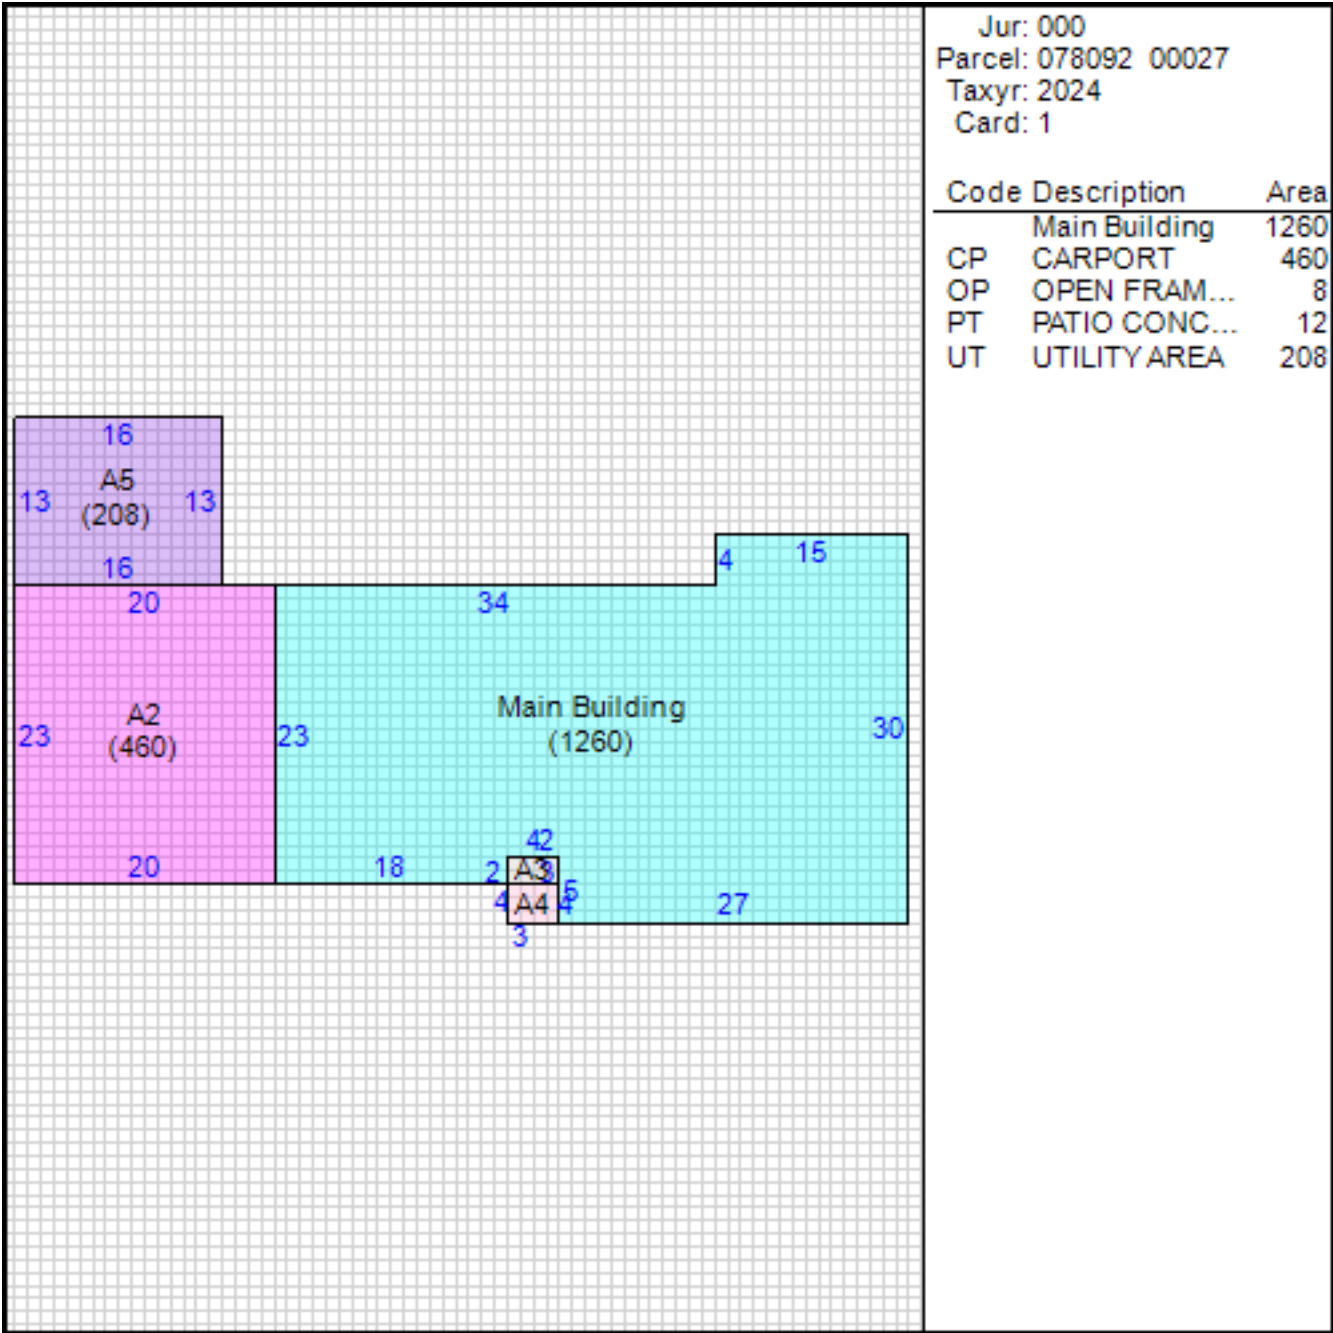 Jur: 000
Parcel: 078092 00027
Taxyr: 2024
Card: 1
Code Description Area
Main Building 1260
CP CARPORT 460
OP OPEN FRAM... 8
PT PATIO CONC... 12
UT UTILITY AREA 208
16
A5
13 13
(208)
16
4 15
20 34
Main Building
A2
23 23 30
(460) (1260)
42
20 18 2 A3
5
4 A4 4 27
3